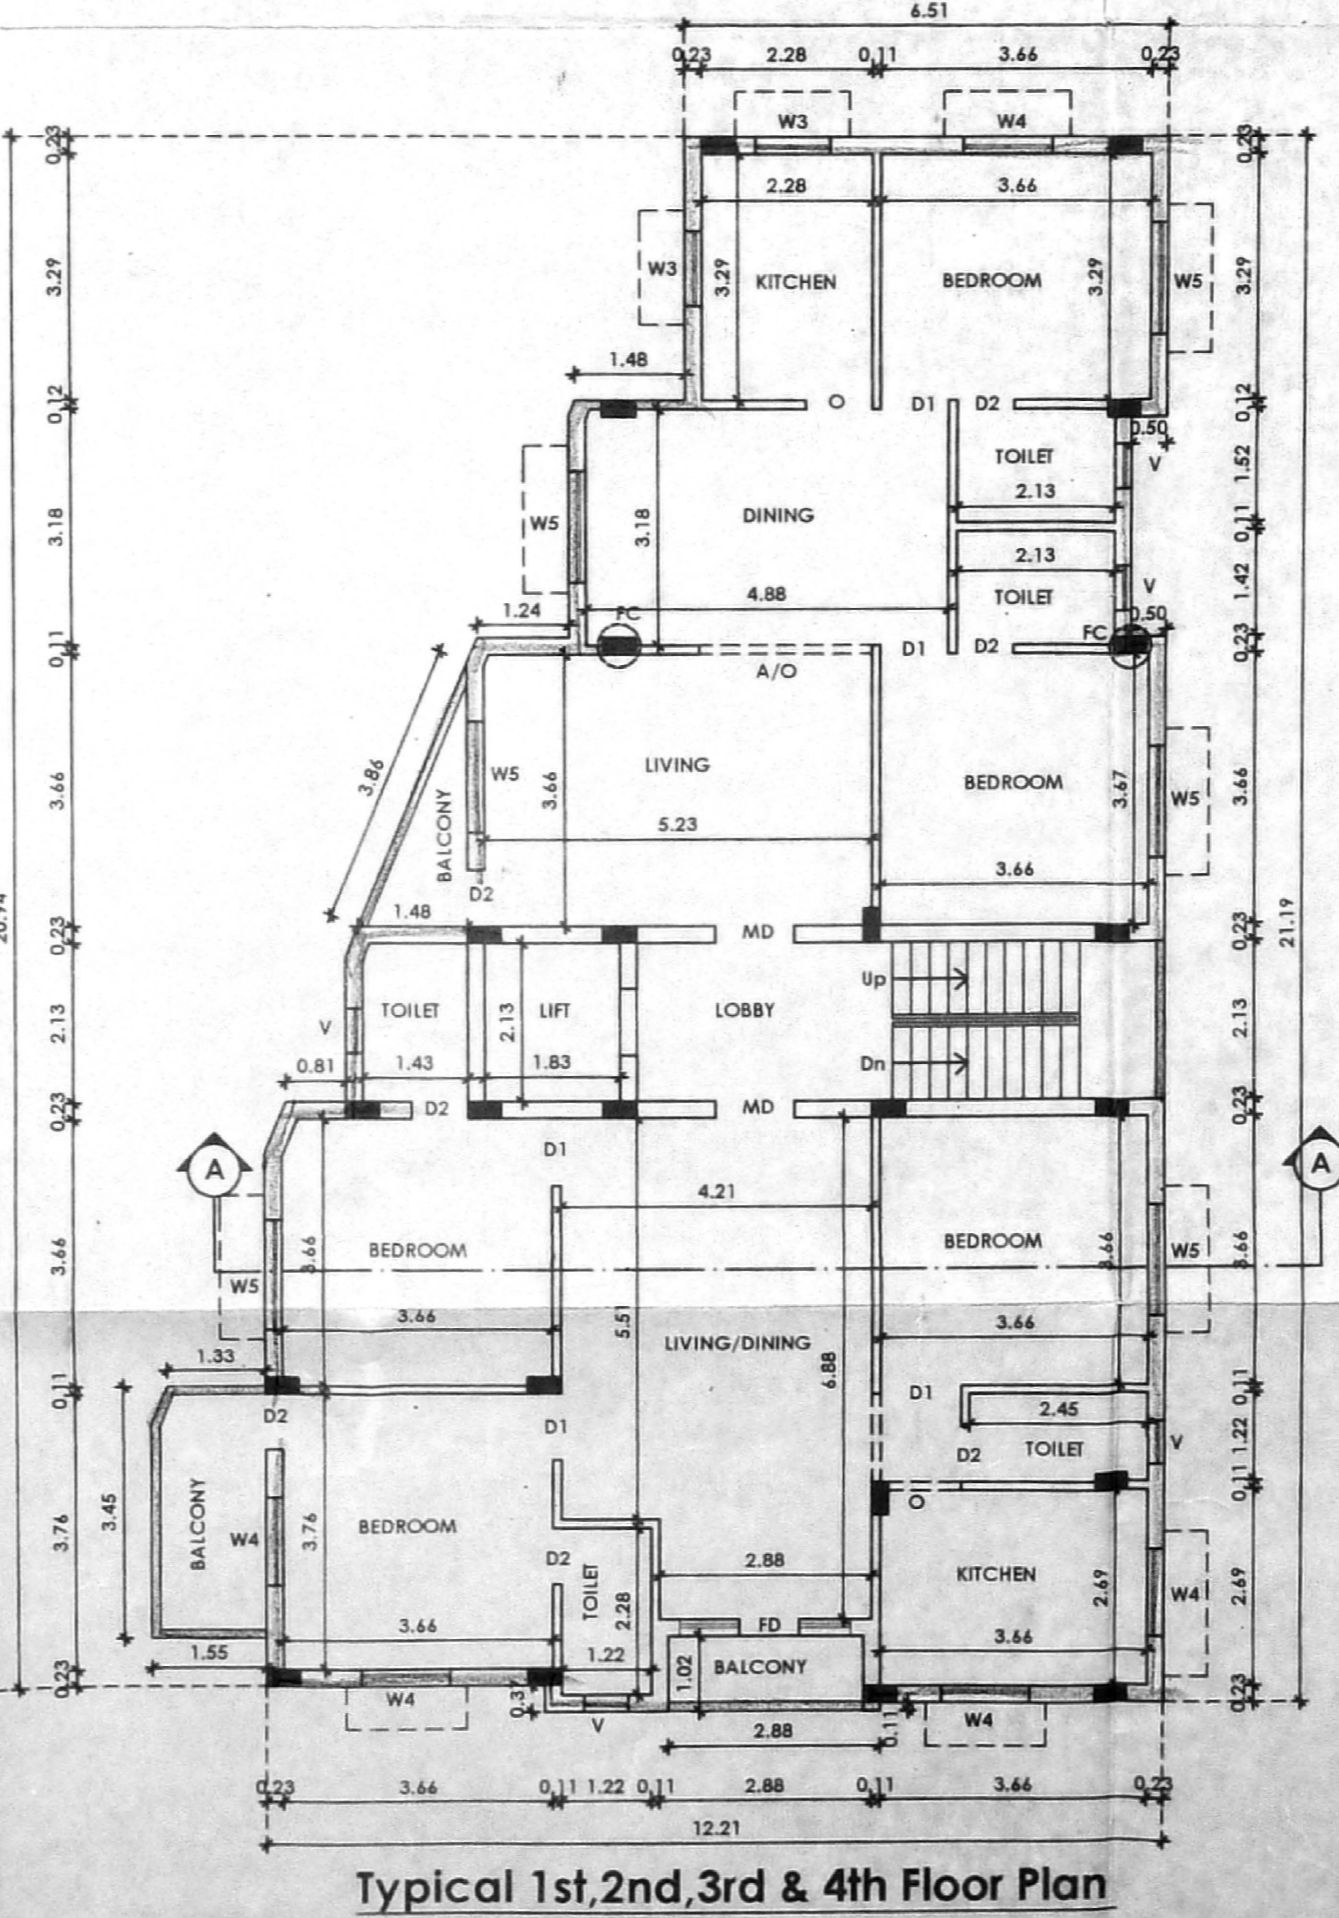 6.51
0.23 2.28 0.11 3.66 0.23
W3 W4
0.23 0.23
2.28 3.66
3.29 W3 3.29 KITCHEN BEDROOM 3.29 W5 3.29
1.48
0.12 O D1 D2 0.12
0.50
TOILET V 1.52
2.13
3.18 W5 3.18 DINING 0.11
2.13
4.88 TOILET V 1.42
1.24 FC FC 0.50
0.11 D1 D2 0.23
A/O
3.86 W5 LIVING
3.66 BALCONY 3.66 BEDROOM 3.67 W5 3.66
5.23
3.66
D2
1.48
0.23 MD 0.23
21.19
Up
2.13 V TOILET 2.13 LIFT LOBBY 2.13
0.81 1.43 1.83 Dn
0.23 D2 MD 0.23
D1
A A
4.21
3.66 3.66 BEDROOM BEDROOM 3.66 W5 3.66
W5
3.66 5.51 3.66
LIVING/DINING
1.33 6.88
0.11 D1 0.11
D2 2.45
D1 D2 TOILET V 1.22
0.11
O
3.45 BALCONY W4 3.76 BEDROOM
3.76 D2 2.88 KITCHEN
TOILET 2.28 2.69 W4 2.69
3.66 FD 3.66
1.55 1.22 1.02 BALCONY
0.23 W4 0.37 V 0.11 W4 0.23
2.88
0.23 3.66 0.11 1.22 0.11 2.88 0.11 3.66 0.23
12.21
Typical 1st,2nd,3rd & 4th Floor Plan